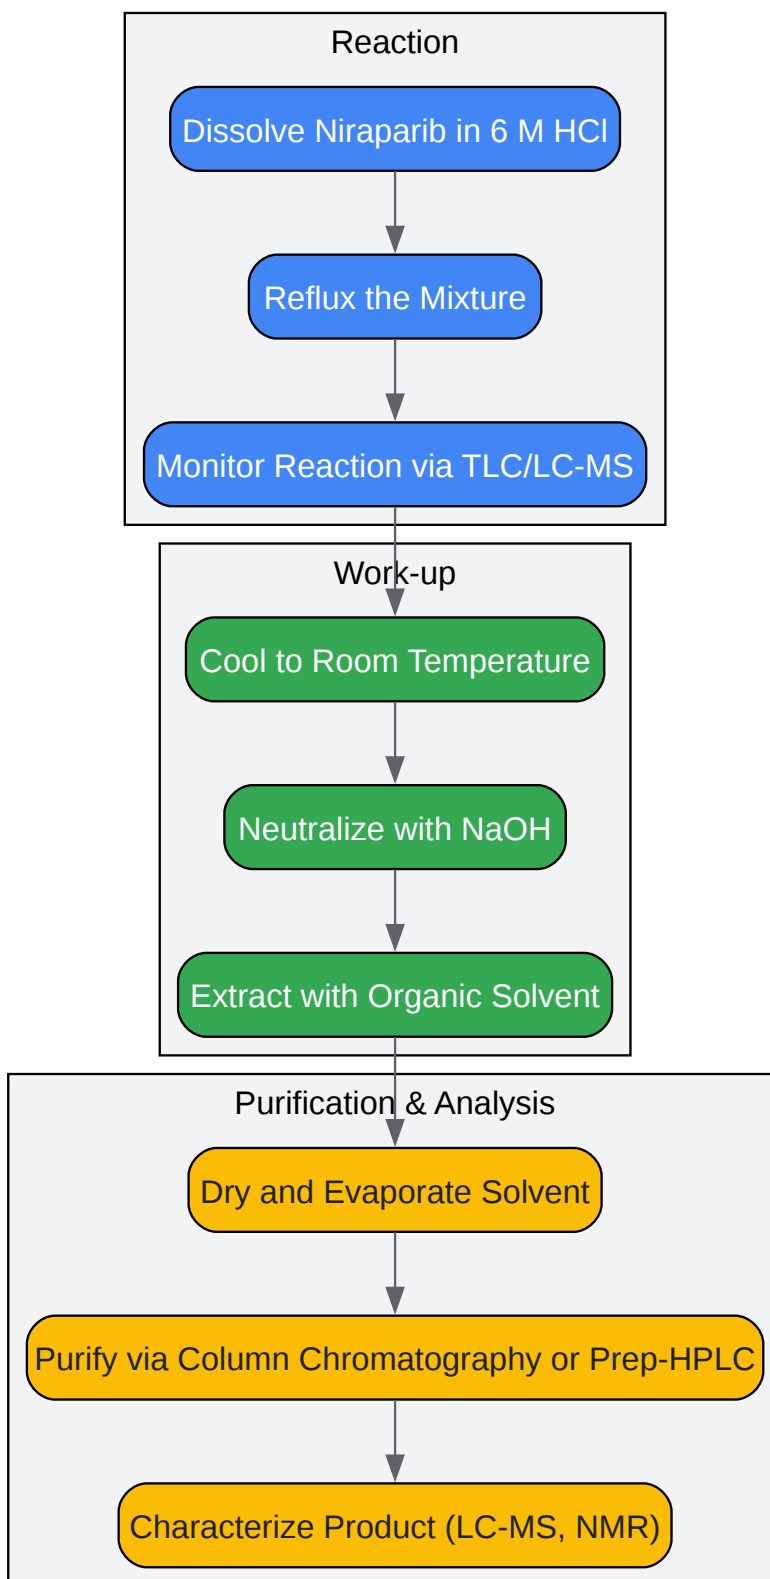 Reaction
Dissolve Niraparib in 6 M HCl
Reflux the Mixture
Monitor Reaction via TLC/LC-MS
Work-up
Cool to Room Temperature
Neutralize with NaOH
Extract with Organic Solvent
Purification & Analysis
Dry and Evaporate Solvent
Purify via Column Chromatography or Prep-HPLC
Characterize Product (LC-MS, NMR)